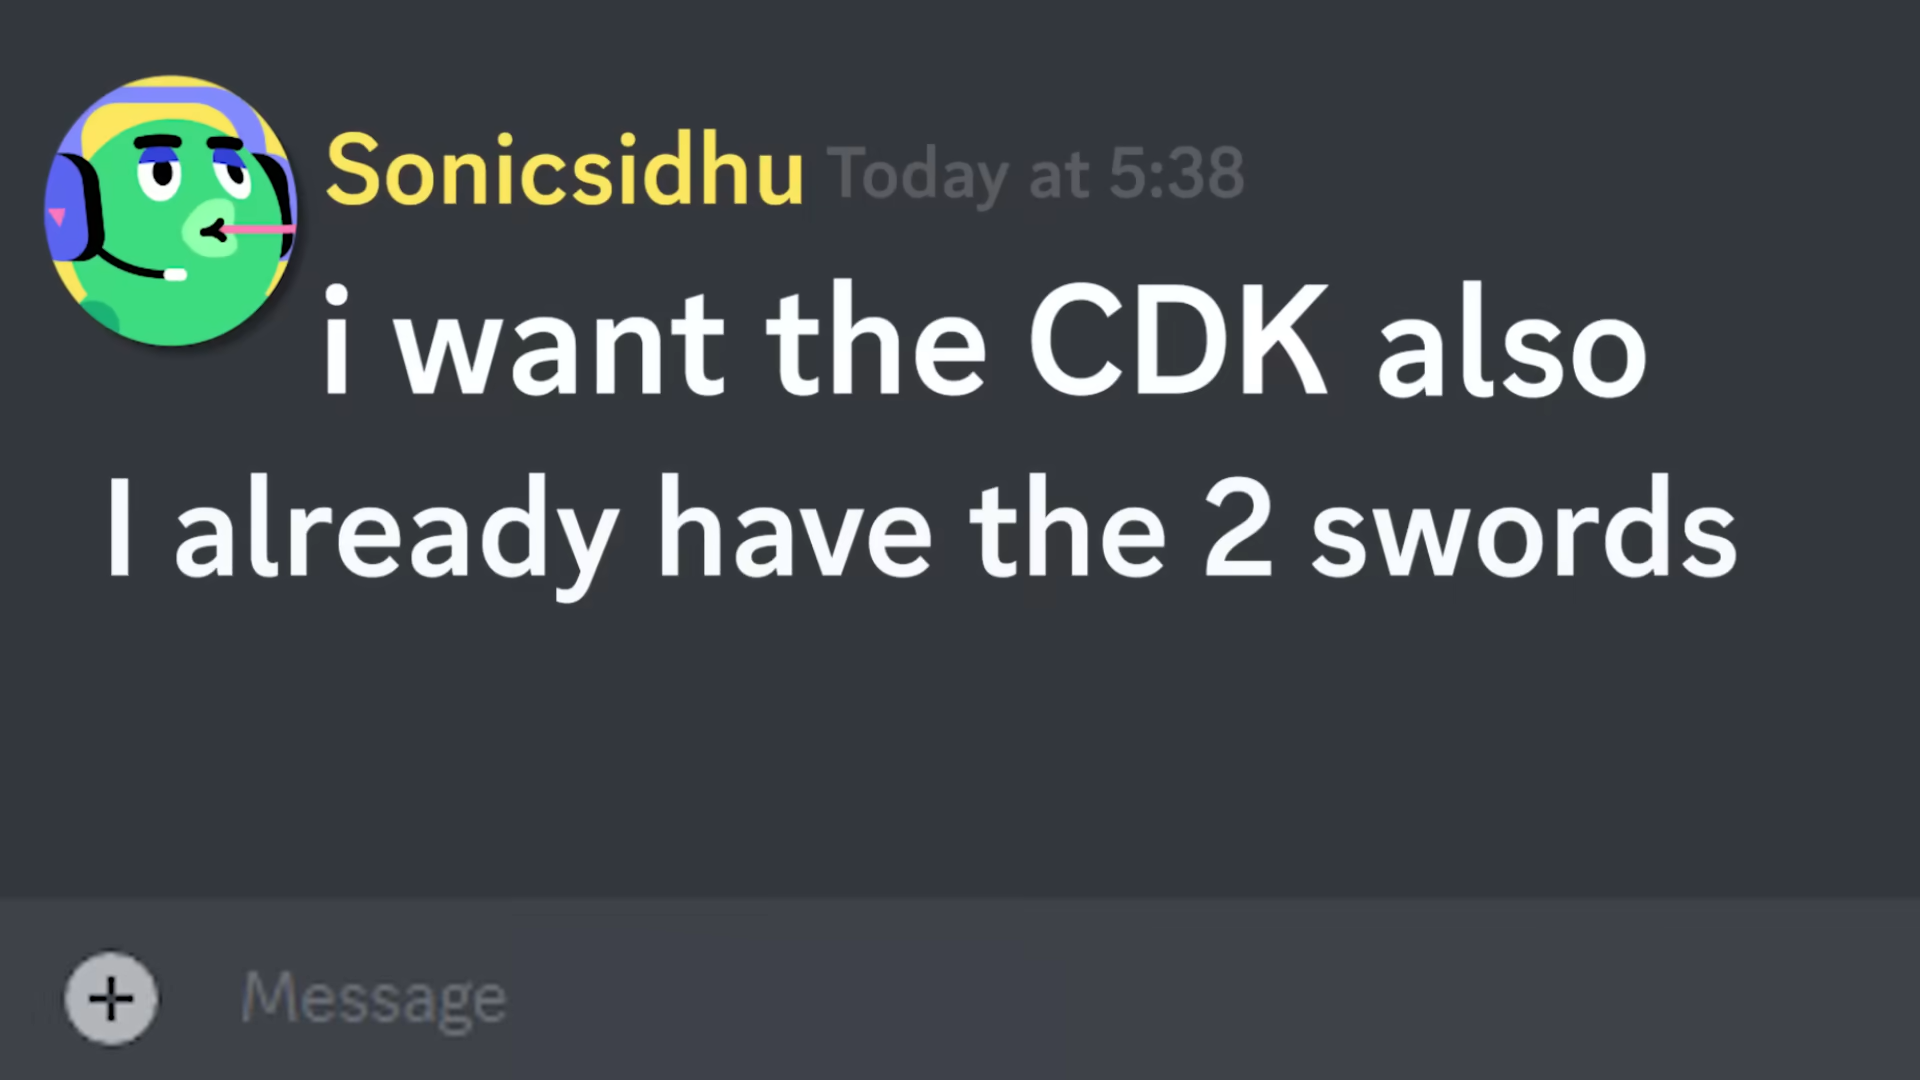 Sonicsidhu Today at 5:38
i want the CDK also
I already have the 2 swords
Message